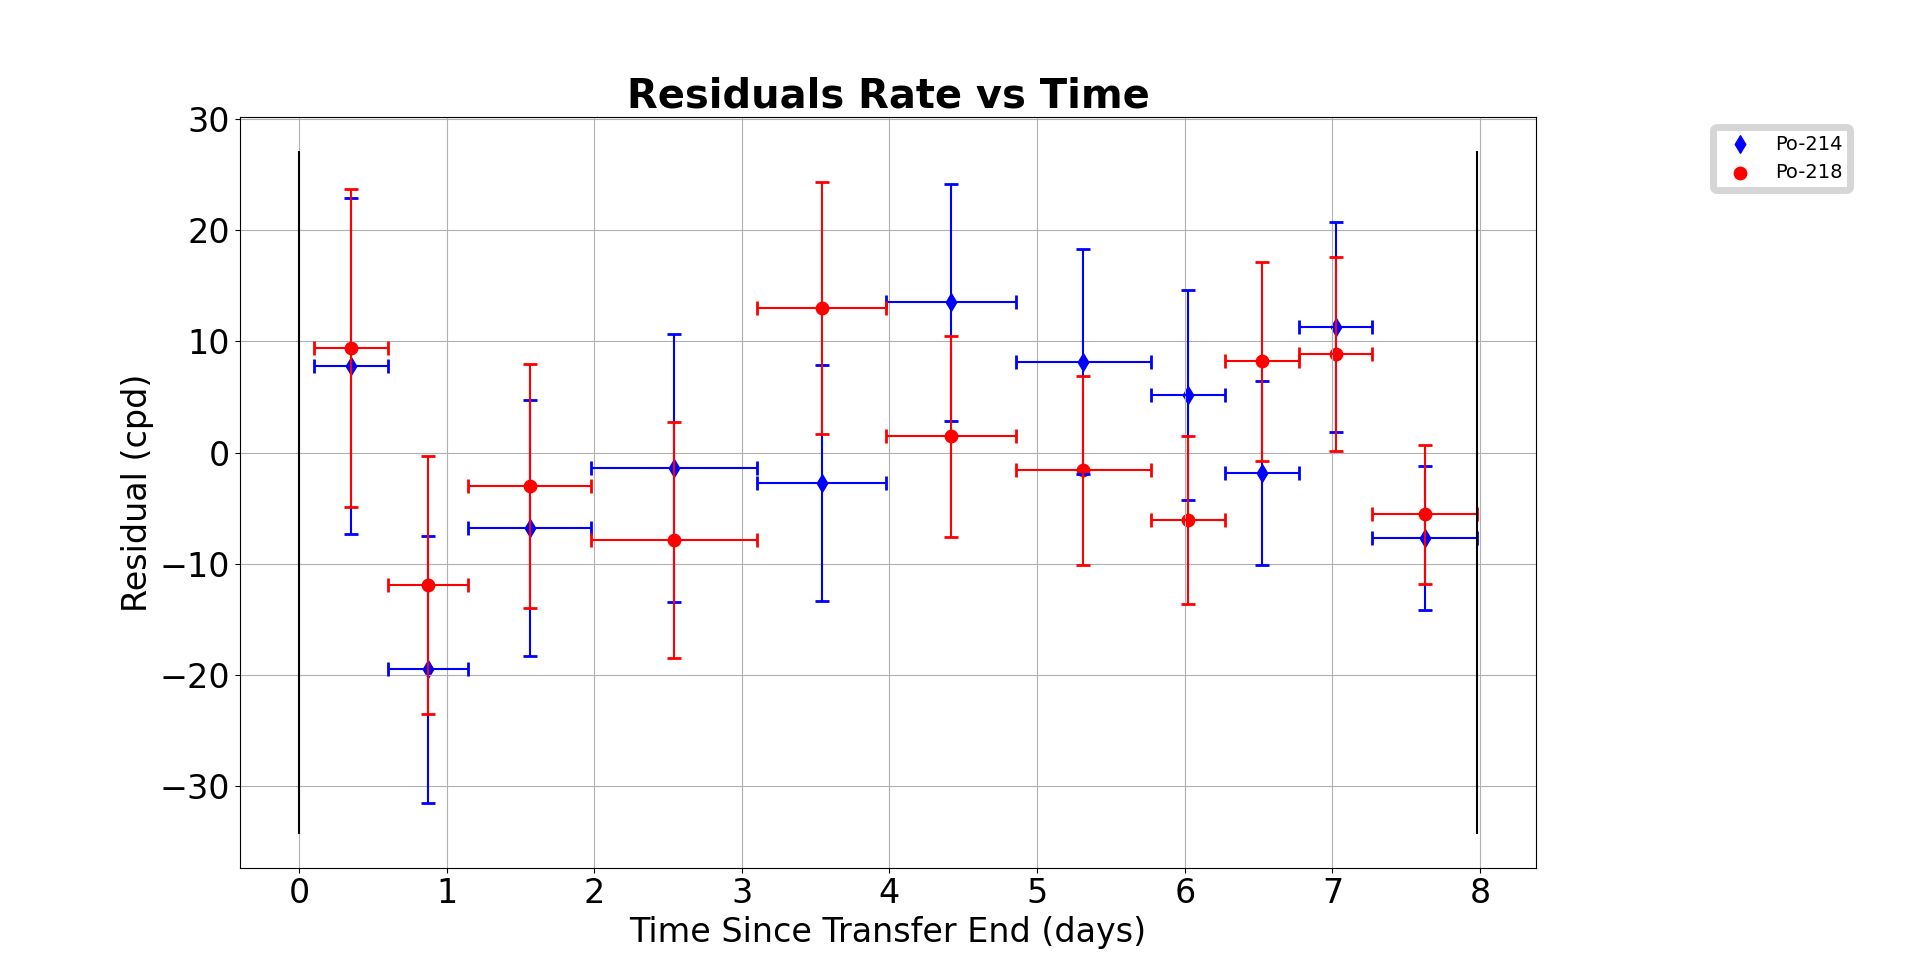 Residuals Rate vs Time
Po-214
Po-218
Residual (cpd)
30
20
10
0
−10
−20
−30
0 1 2 3 4 5 6 7 8
Time Since Transfer End (days)